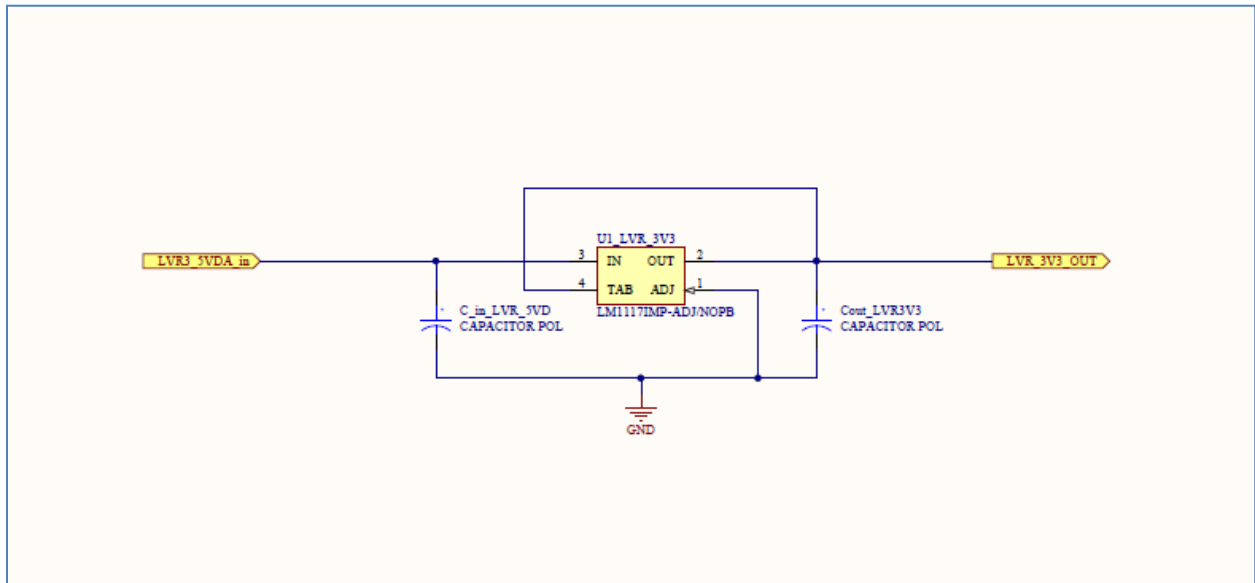 U1_LVR_3V3
LVR3_5VDA_in
3
IN
OUT
2
LVR_3V3_OUT
4
TAB
ADJ
1
LM1117IMP-ADJ/NOPB
C_in_LVR_5VD
CAPACITOR POL
Cout_LVR3V3
CAPACITOR POL
GND